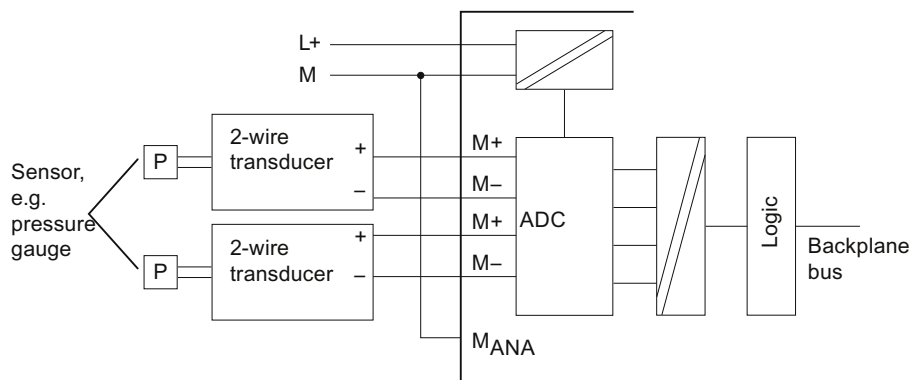 L+
M
2-wire
transducer
+
–
P
M+
M–
Sensor,
e.g.
pressure
gauge
M+
M–
ADC
Logic
Backplane
bus
2-wire
transducer
+
–
P
MANA